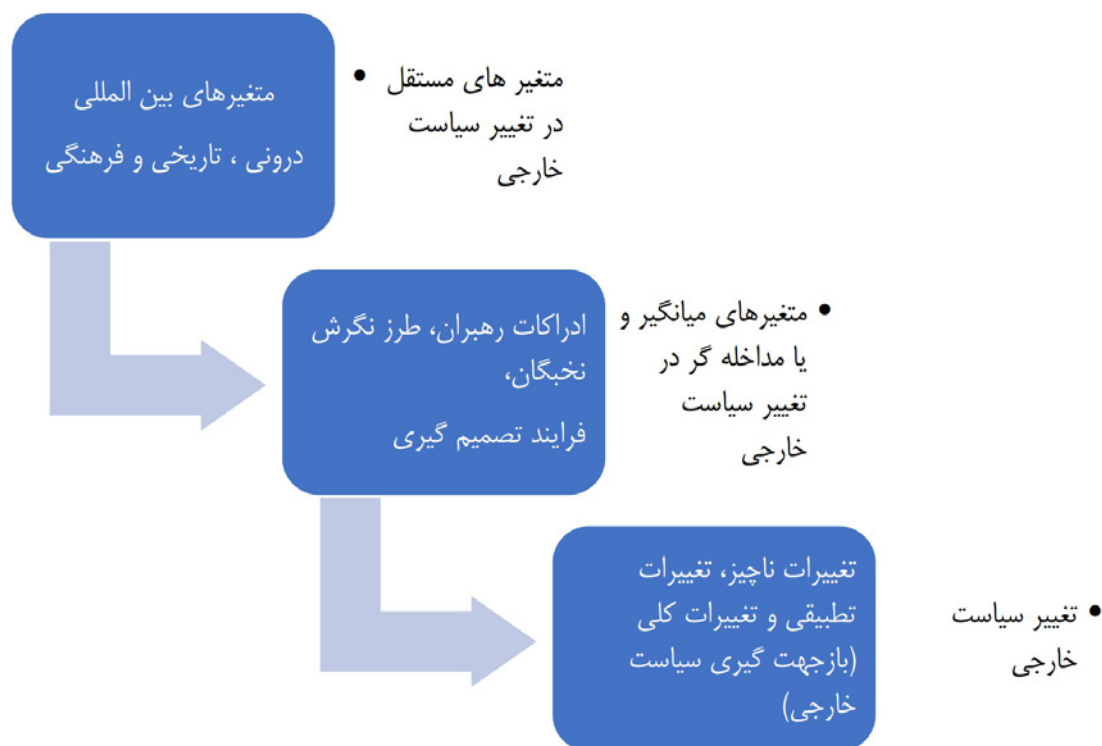 متغیرهای بین المللی
درونی ، تاریخی و فرهنگی
• متغیر های مستقل
در تغییر سیاست
خارجی
ادراکات رهبران، طرز نگرش
نخبگان،
فرایند تصمیم گیری
• متغیرهای میانگیر و
یا مداخله گر در
تغییر سیاست
خارجی
تغییرات ناچیز، تغییرات
تطبیقی و تغییرات کلی
(بازجهت گیری سیاست
خارجی)
• تغییر سیاست
خارجی